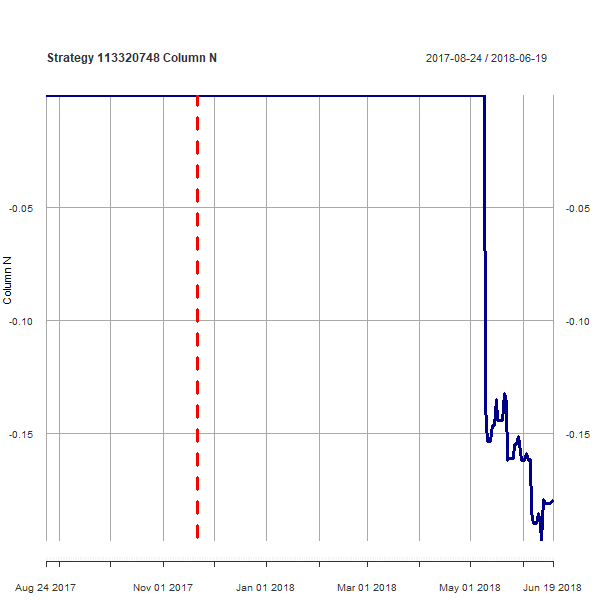 Strategy 113320748 Column N
2017-08-24 / 2018-06-19
Column N
-0.05
-0.05
-0.10
-0.10
-0.15
-0.15
Aug 24 2017
Nov 01 2017
Jan 01 2018
Mar 01 2018
May 01 2018
Jun 19 2018